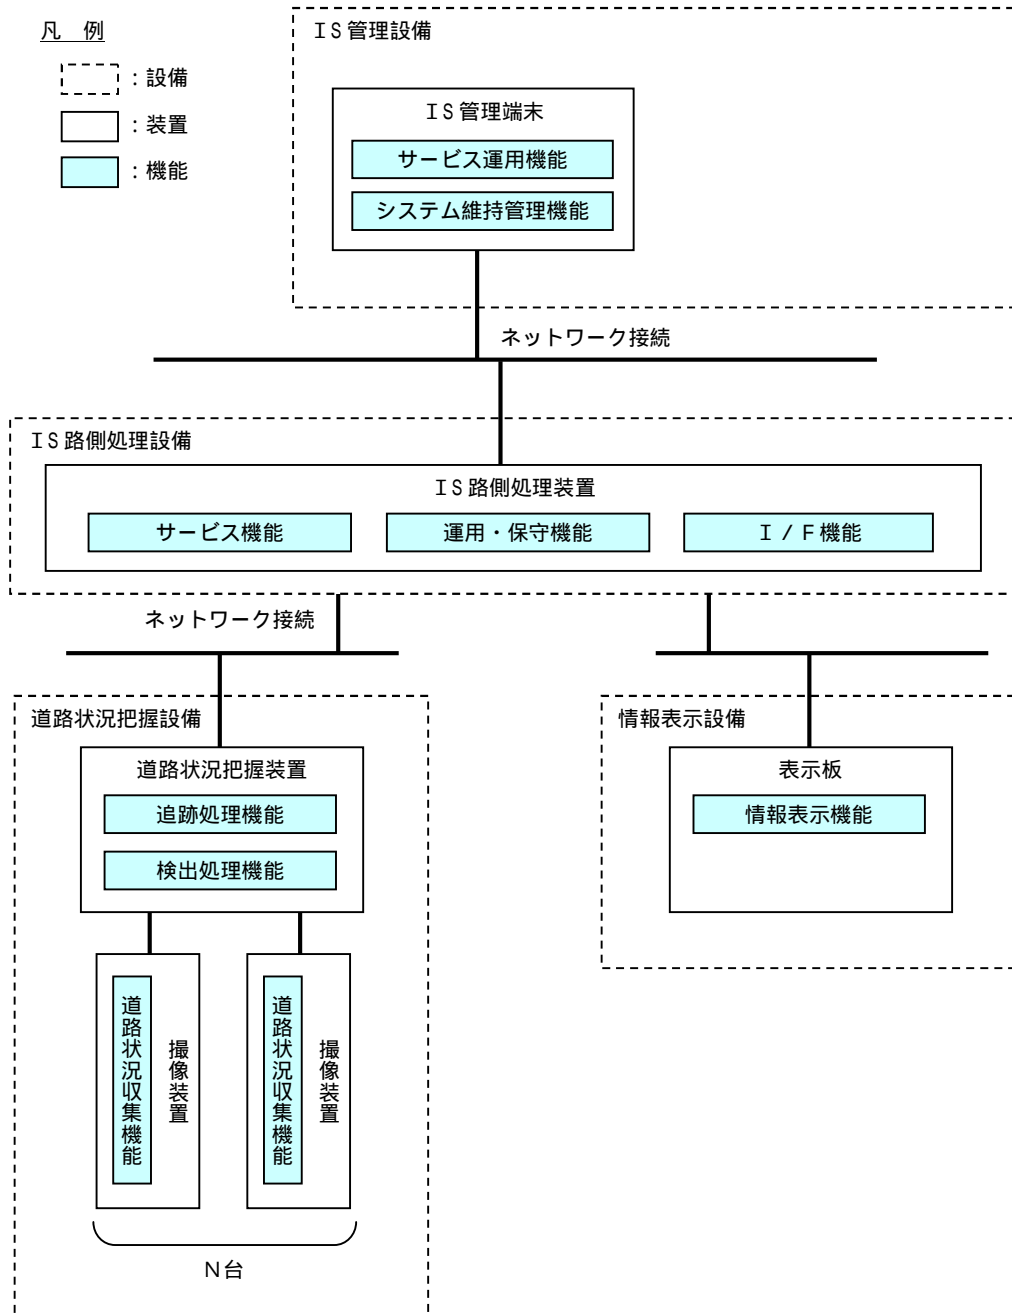 凡　例
：設備
：装置
：機能
ＩＳ管理設備
ＩＳ管理端末
サービス運用機能
システム維持管理機能
ネットワーク接続
ＩＳ路側処理設備
ＩＳ路側処理装置
サービス機能
運用・保守機能
Ｉ／Ｆ機能
ネットワーク接続
道路状況把握設備
道路状況把握装置
追跡処理機能
検出処理機能
道路状況収集機能
撮像装置
道路状況収集機能
撮像装置
Ｎ台
情報表示設備
表示板
情報表示機能